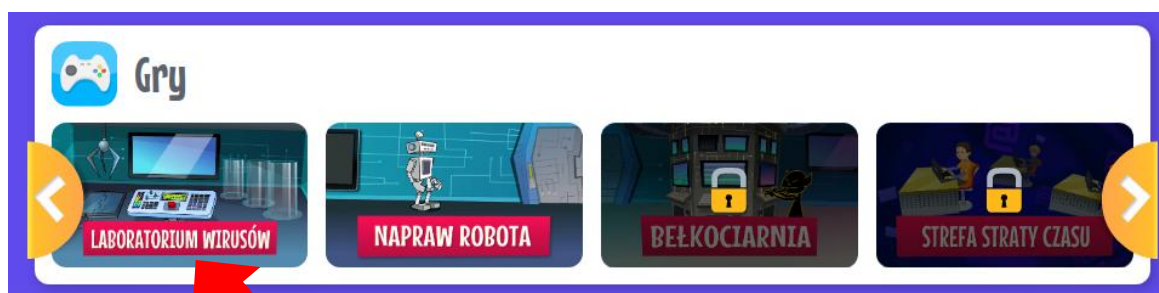 Gry
LABORATORIUM WIRUSÓW
NAPRAW ROBOTA
BEŁKOCIARNIA
STREFA STRATY CZASU